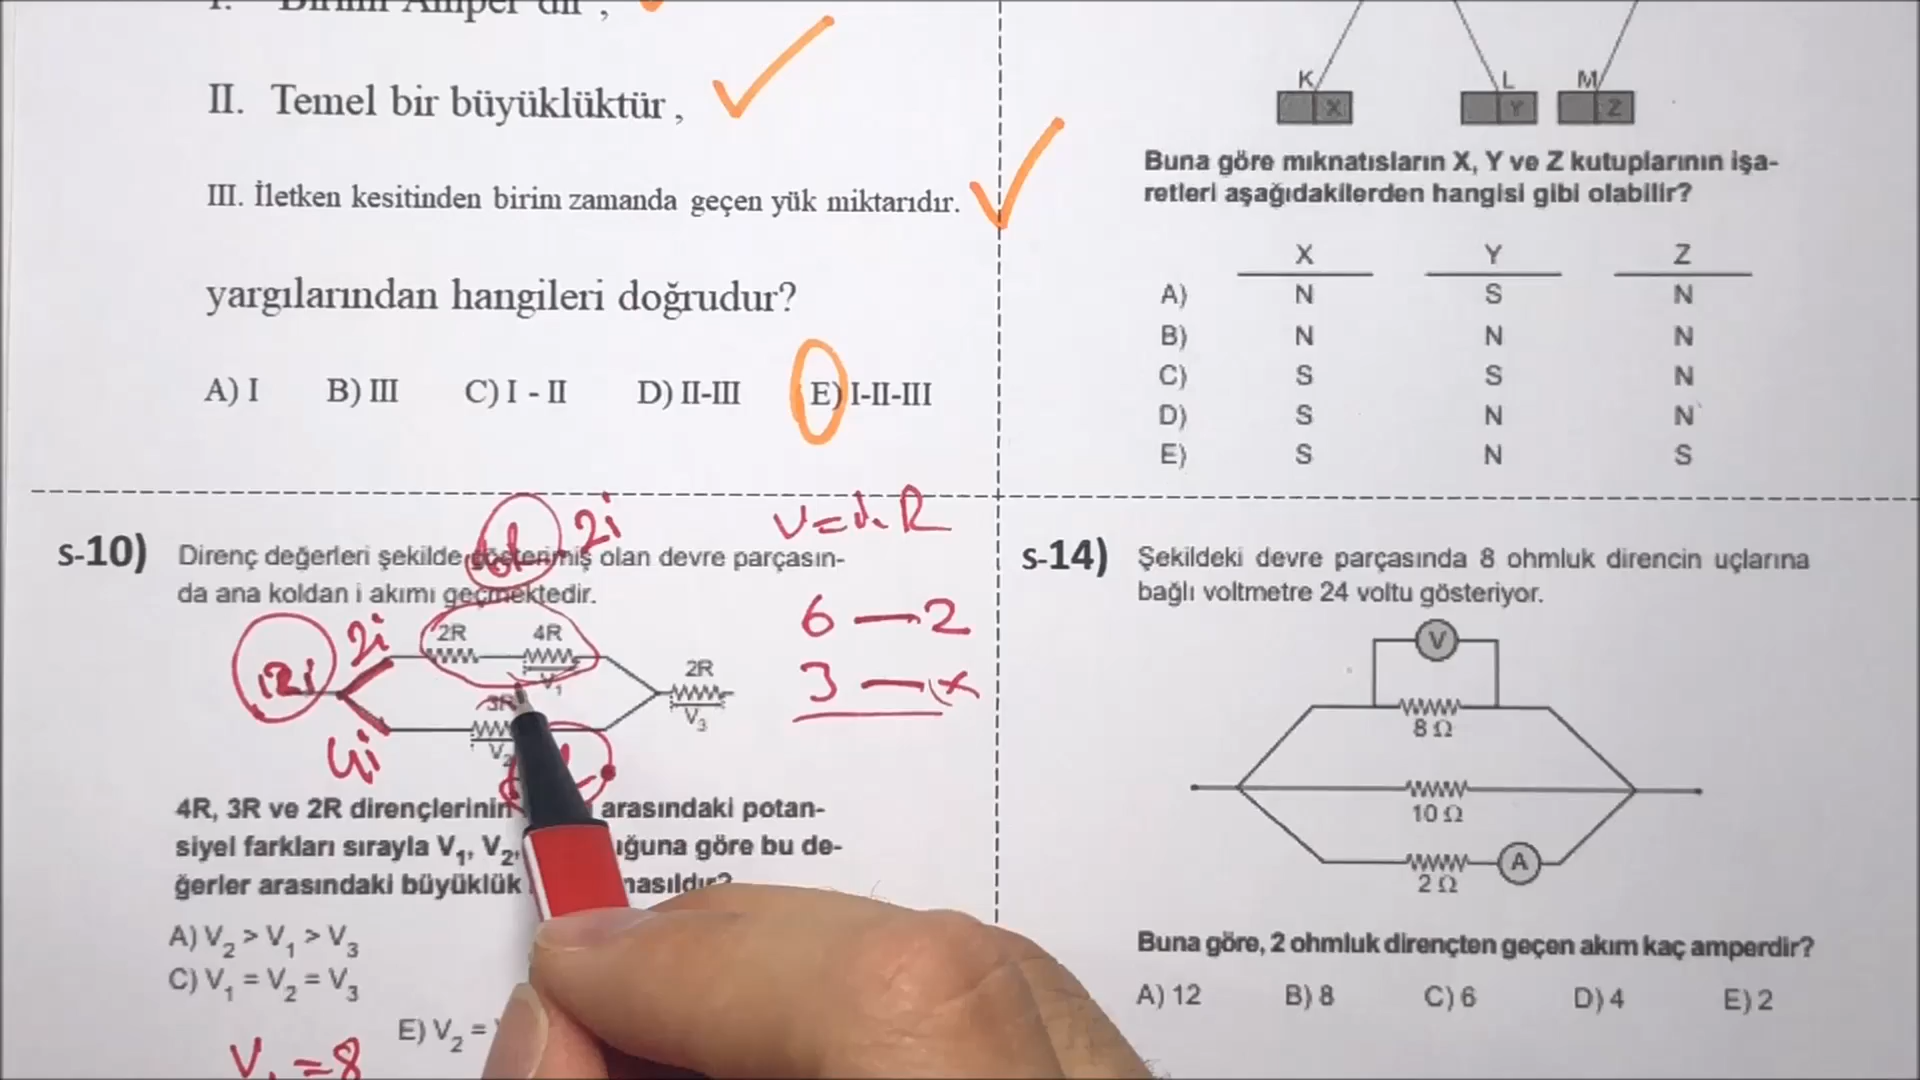 I. Birim Amper'dir ,
II. Temel bir büyüklüktür ,
III. İletken kesitinden birim zamanda geçen yük miktarıdır.
yargılarından hangileri doğrudur?
A) I B) III C) I - II D) II-III E) I-II-III
s-10) Direnç değerleri şekilde gösterilmiş olan devre parçasın-
da ana koldan i akımı geçmektedir.
2i
V=i.R
2i
2R 4R
V1
6 — 2
3 — x
2R
V3
3R
4i
4R, 3R ve 2R dirençlerinin arasındaki potan-
siyel farkları sırayla V1, V2,
uğuna göre bu de-
ğerler arasındaki büyüklük nasıldır?
A) V2 > V1 > V3
C) V1 = V2 = V3
E) V2 =
= 8
K L M
X Y Z
Buna göre mıknatısların X, Y ve Z kutuplarının işa-
retleri aşağıdakilerden hangisi gibi olabilir?
X Y Z
A) N S N
B) N N N
C) S S N
D) S N N
E) S N S
s-14) Şekildeki devre parçasında 8 ohmluk direncin uçlarına
bağlı voltmetre 24 voltu gösteriyor.
V
8 Ω
10 Ω
A
2 Ω
Buna göre, 2 ohmluk dirençten geçen akım kaç amperdir?
A) 12 B) 8 C) 6 D) 4 E) 2